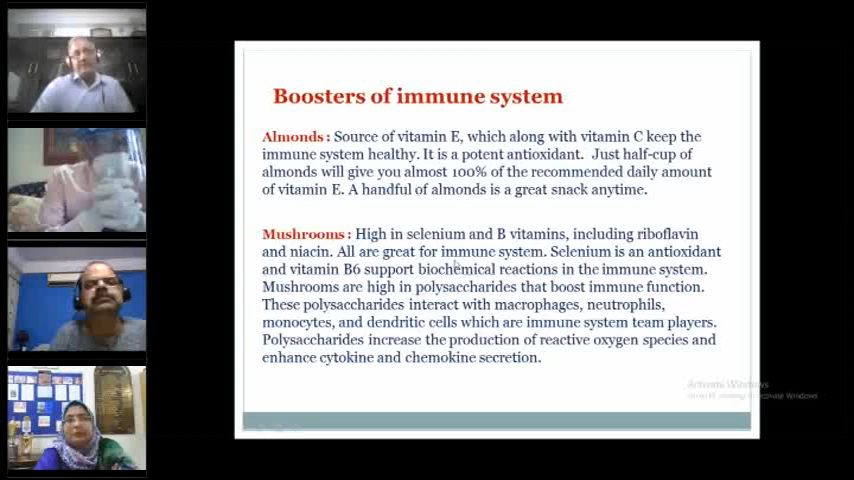 Boosters of immune system
Almonds : Source of vitamin E, which along with vitamin C keep the
immune system healthy. It is a potent antioxidant. Just half-cup of
almonds will give you almost 100% of the recommended daily amount
of vitamin E. A handful of almonds is a great snack anytime.
Mushrooms : High in selenium and B vitamins, including riboflavin
and niacin. All are great for immune system. Selenium is an antioxidant
and vitamin B6 support biochemical reactions in the immune system.
Mushrooms are high in polysaccharides that boost immune function.
These polysaccharides interact with macrophages, neutrophils,
monocytes, and dendritic cells which are immune system team players.
Polysaccharides increase the production of reactive oxygen species and
enhance cytokine and chemokine secretion.
Activate Windows
Activate Windows